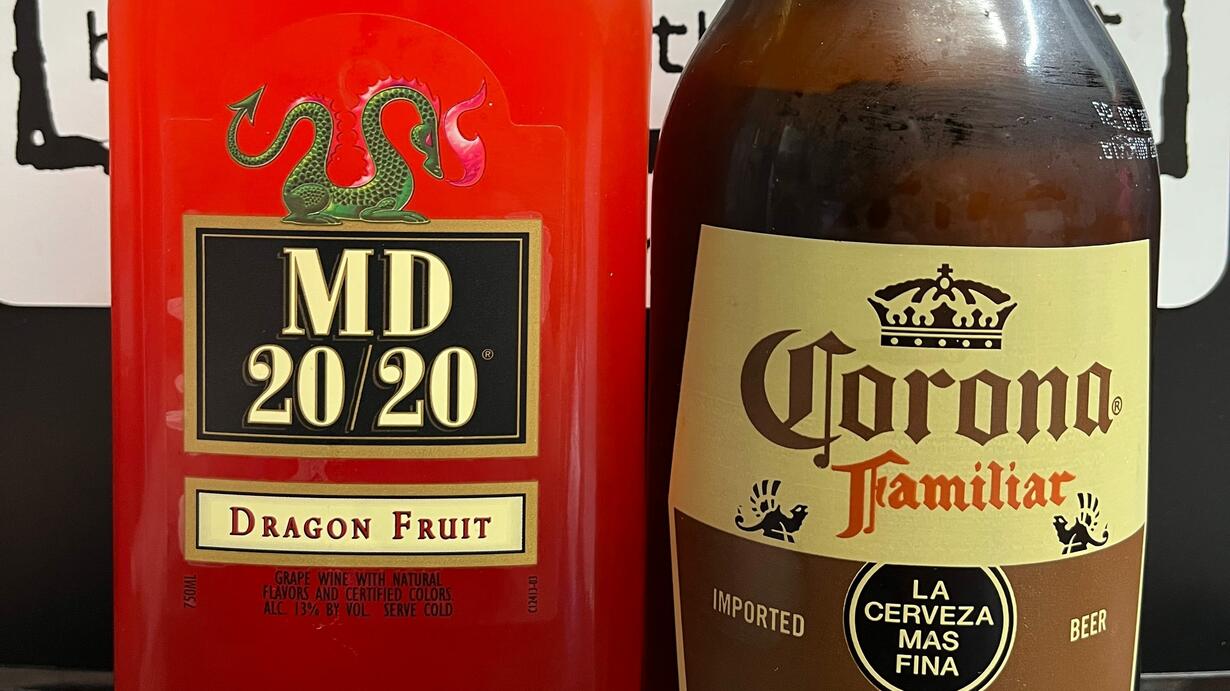 MD
20/20®
DRAGON FRUIT
750ML
GRAPE WINE WITH NATURAL
FLAVORS AND CERTIFIED COLORS.
ALC. 13% BY VOL. SERVE COLD
Corona®
Familiar
IMPORTED
LA
CERVEZA
MAS
FINA
BEER